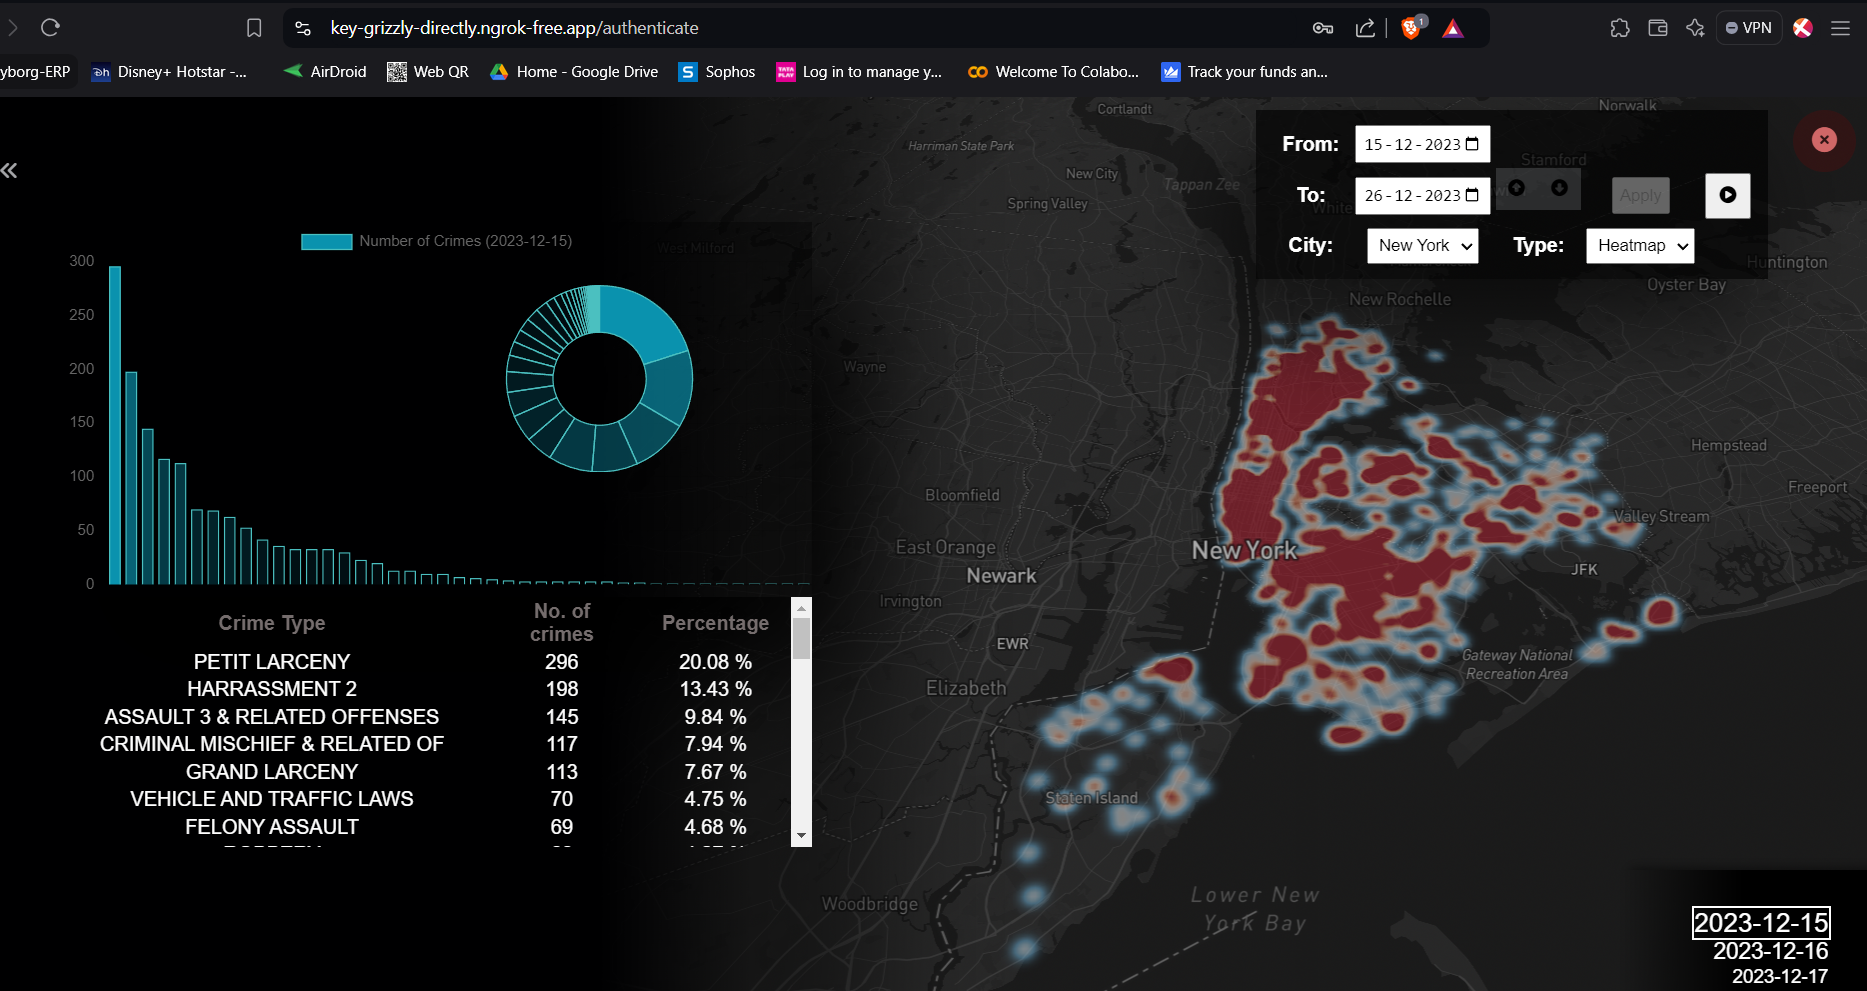 key-grizzly-directly.ngrok-free.app/authenticate
1
VPN
yborg-ERP
Disney+ Hotstar -...
AirDroid
Web QR
Home - Google Drive
Sophos
Log in to manage y...
Welcome To Colabo...
Track your funds an...
From: 15-12-2023
To: 26-12-2023 Apply
City: New York Type: Heatmap
Number of Crimes (2023-12-15)
300
250
200
150
100
50
0
Crime Type No. of crimes Percentage
PETIT LARCENY 296 20.08 %
HARRASSMENT 2 198 13.43 %
ASSAULT 3 & RELATED OFFENSES 145 9.84 %
CRIMINAL MISCHIEF & RELATED OF 117 7.94 %
GRAND LARCENY 113 7.67 %
VEHICLE AND TRAFFIC LAWS 70 4.75 %
FELONY ASSAULT 69 4.68 %
Cortlandt
Norwalk
Harriman State Park
New City
Tappan Zee
Stamford
Spring Valley
West Milford
Huntington
Oyster Bay
New Rochelle
Wayne
Hempstead
Freeport
Bloomfield
Valley Stream
East Orange
New York
Newark
JFK
Irvington
EWR
Gateway National
Recreation Area
Elizabeth
Staten Island
Woodbridge
Lower New
York Bay
2023-12-15
2023-12-16
2023-12-17